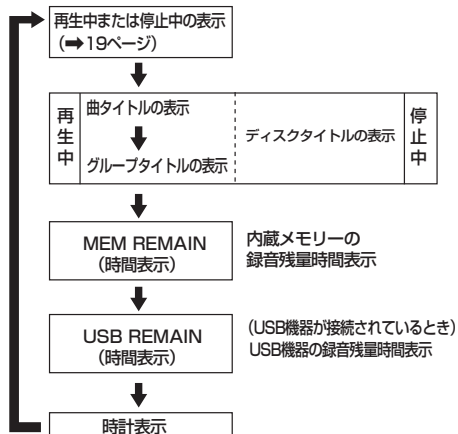 再生中または停止中の表示
(➡19ページ)
再生中
曲タイトルの表示
グループタイトルの表示
ディスクタイトルの表示
停止中
MEM REMAIN
(時間表示)
内蔵メモリーの
録音残量時間表示
USB REMAIN
(時間表示)
(USB機器が接続されているとき)
USB機器の録音残量時間表示
時計表示